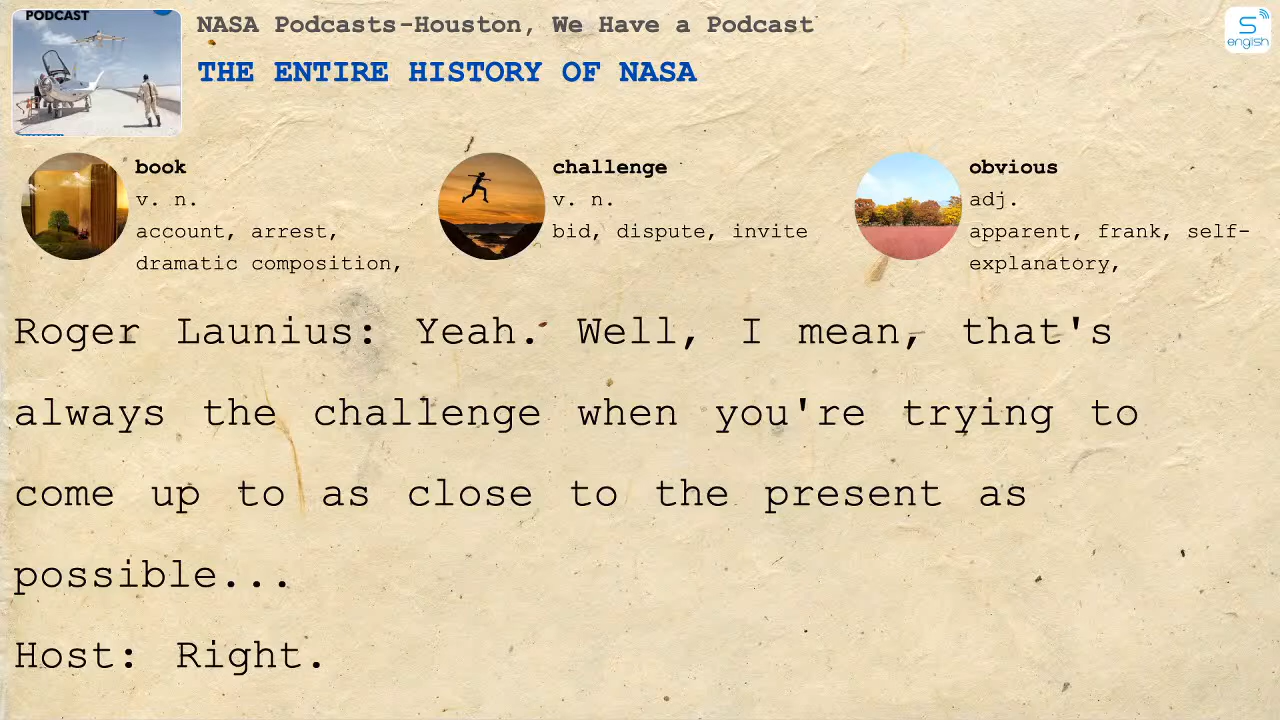 PODCAST
NASA Podcasts-Houston, We Have a Podcast
THE ENTIRE HISTORY OF NASA
S
english
book
v. n.
account, arrest,
dramatic composition,
challenge
v. n.
bid, dispute, invite
obvious
adj.
apparent, frank, self-
explanatory,
Roger Launius: Yeah. Well, I mean, that's
always the challenge when you're trying to
come up to as close to the present as
possible...
Host: Right.